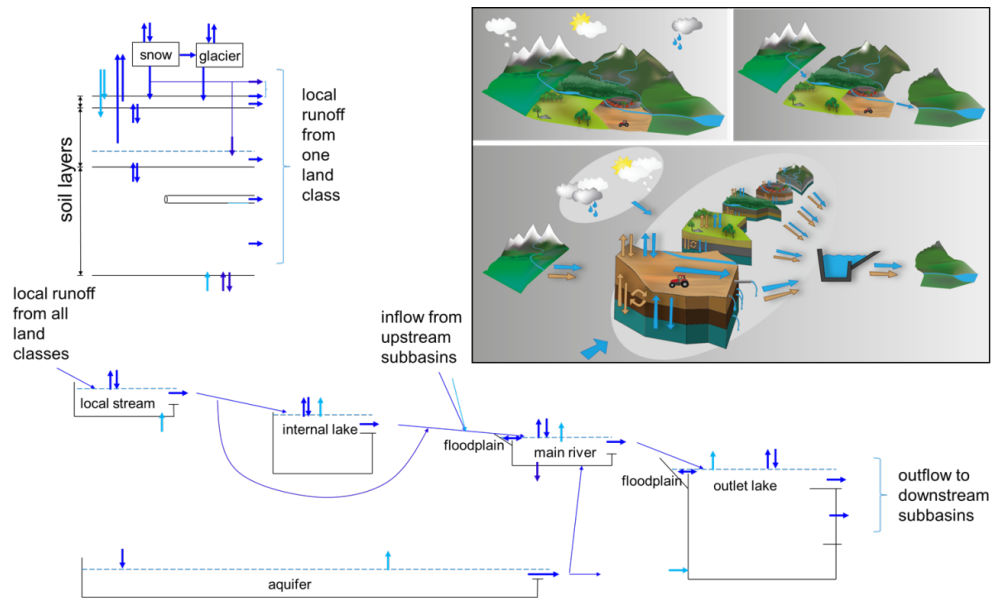 snow
glacier
soil layers
local
runoff
from
one
land
class
local runoff
from all
land
classes
inflow from
upstream
subbasins
local stream
internal lake
floodplain
main river
floodplain
outlet lake
outflow to
downstream
subbasins
aquifer